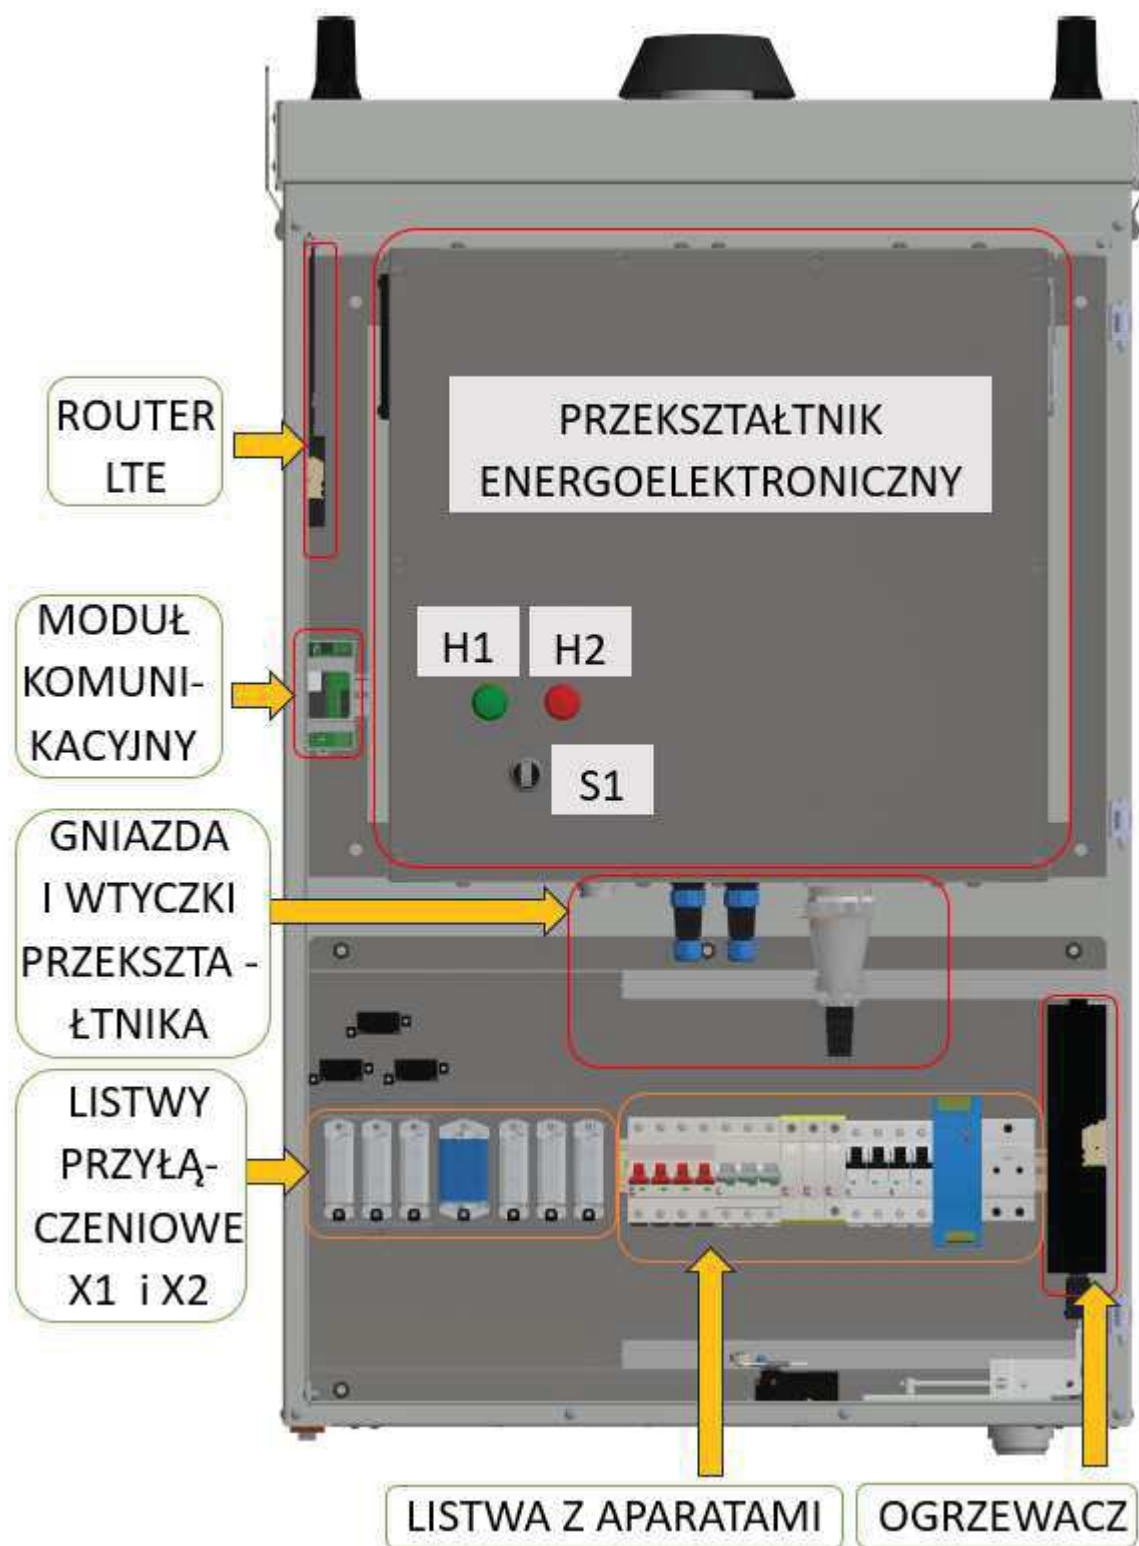 PRZEKSZTAŁTNIK
ENERGOELEKTRONICZNY
ROUTER
LTE
H1
H2
S1
MODUŁ
KOMUNI-
KACYJNY
GNIAZDA
I WTYCZKI
PRZEKSZTA -
ŁTNIKA
LISTWY
PRZYŁĄ-
CZENIOWE
X1 i X2
LISTWA Z APARATAMI
OGRZEWACZ